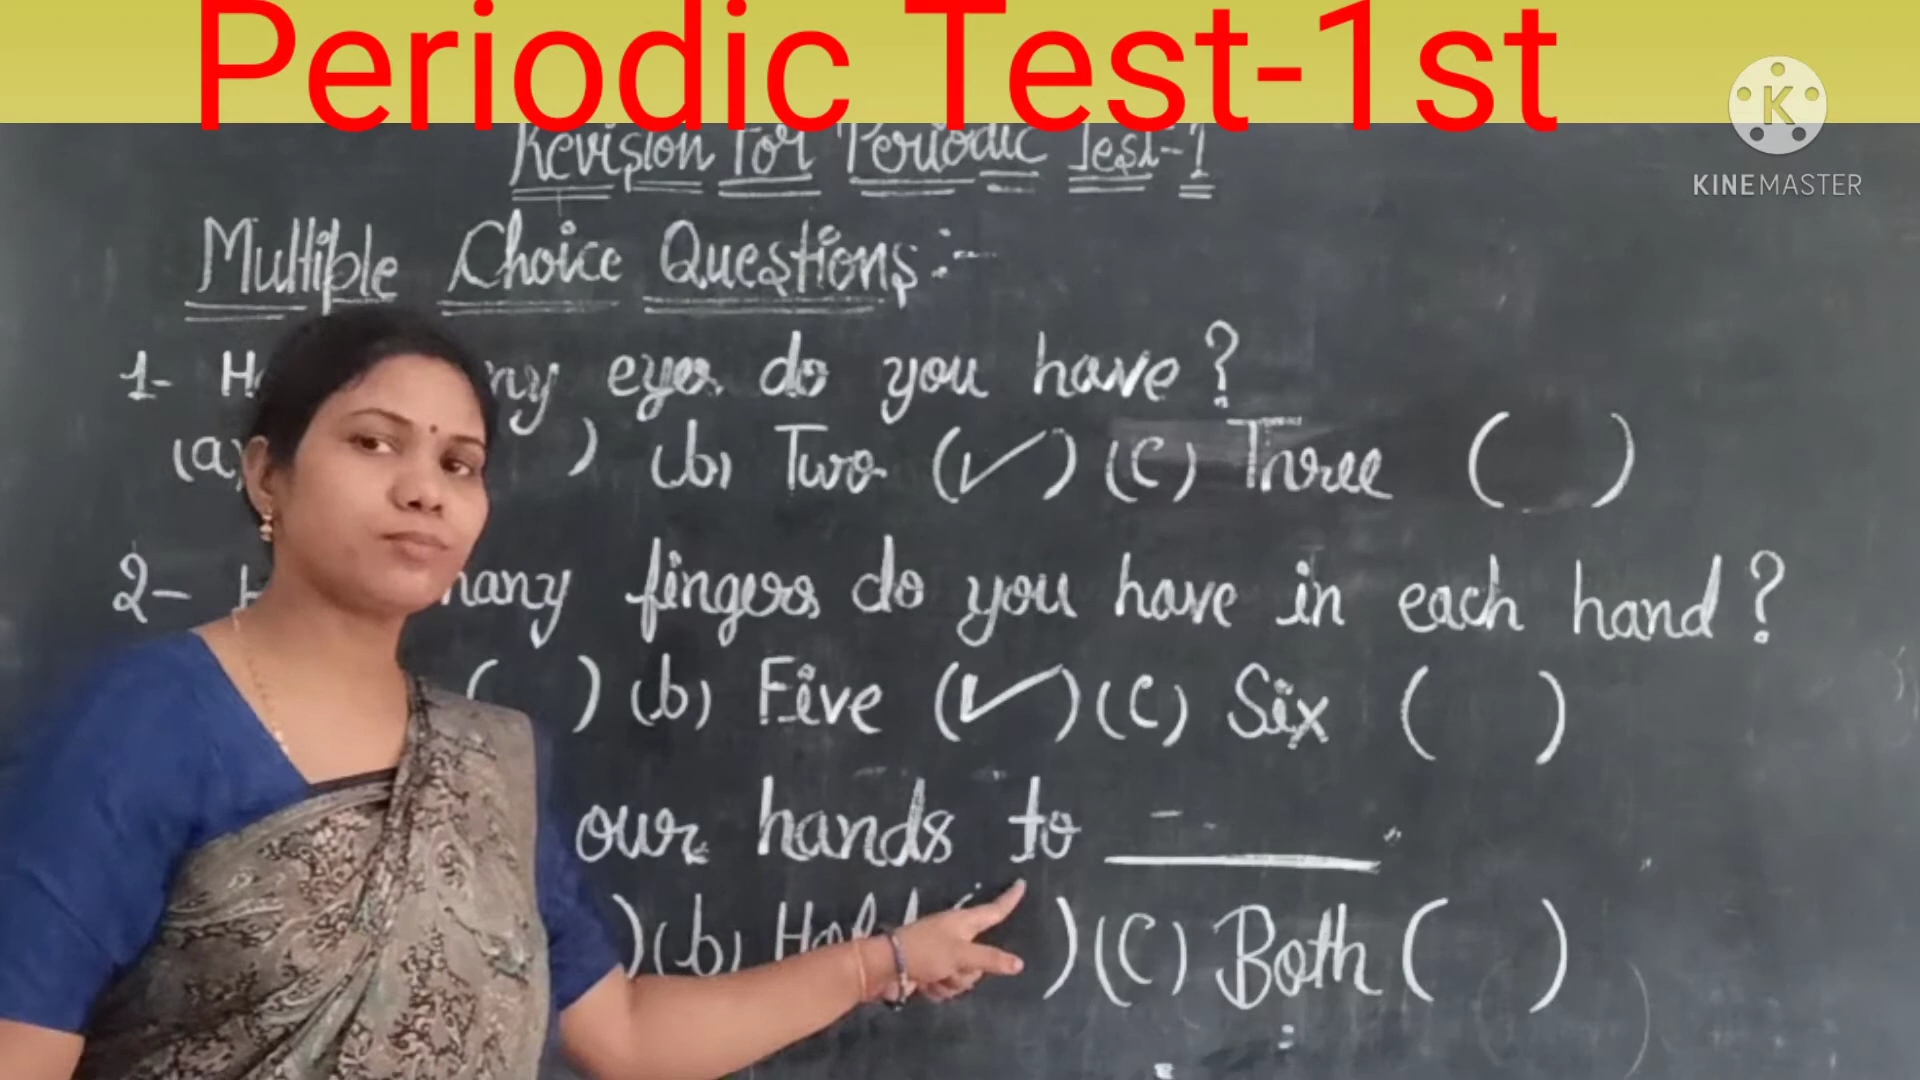 Periodic Test-1st
KINEMASTER
Revision For Periodic Test-1
Multiple Choice Questions:-
1- eyes do you have?
(a) ) (b) Two (✓) (C) Three ( )
2- many fingers do you have in each hand?
( ) (b) Five (✓) (C) Six ( )
our hands to ______
) (b) (C) Both ( )